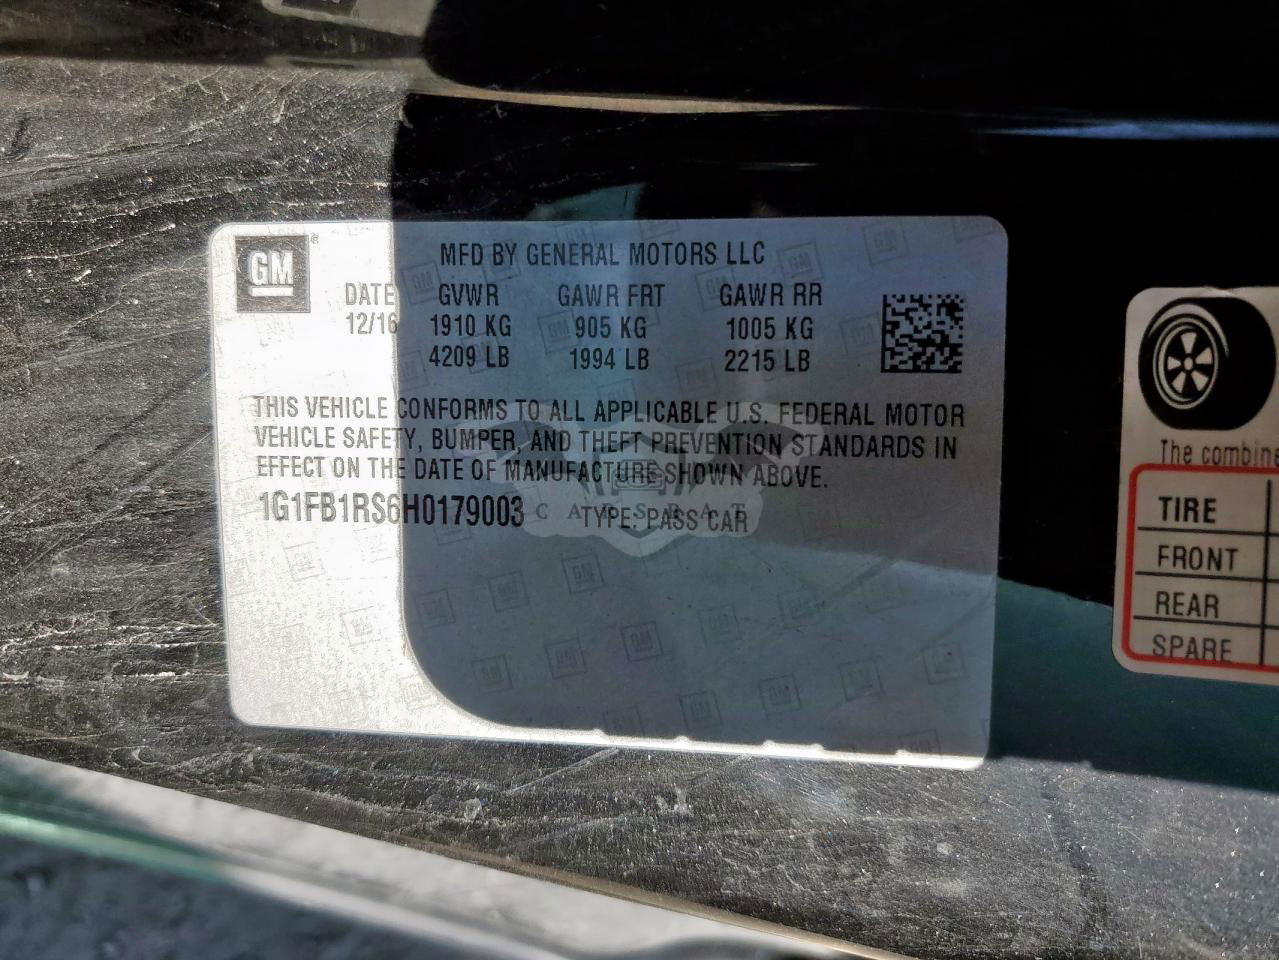 GM
MFD BY GENERAL MOTORS LLC
DATE GVWR GAWR FRT GAWR RR
12/16 1910 KG 905 KG 1005 KG
4209 LB 1994 LB 2215 LB
THIS VEHICLE CONFORMS TO ALL APPLICABLE U.S. FEDERAL MOTOR
VEHICLE SAFETY, BUMPER, AND THEFT PREVENTION STANDARDS IN
EFFECT ON THE DATE OF MANUFACTURE SHOWN ABOVE.
1G1FB1RS6H0179003 TYPE: PASS CAR
The combine
TIRE
FRONT
REAR
SPARE